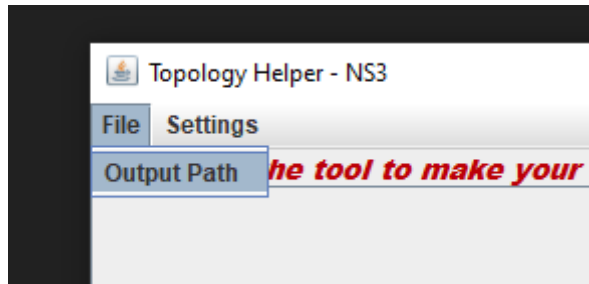 Topology Helper - NS3
File Settings
Output Path he tool to make your